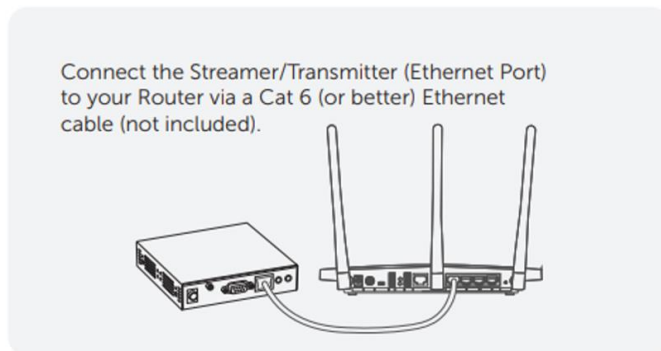 Connect the Streamer/Transmitter (Ethernet Port)
to your Router via a Cat 6 (or better) Ethernet
cable (not included).